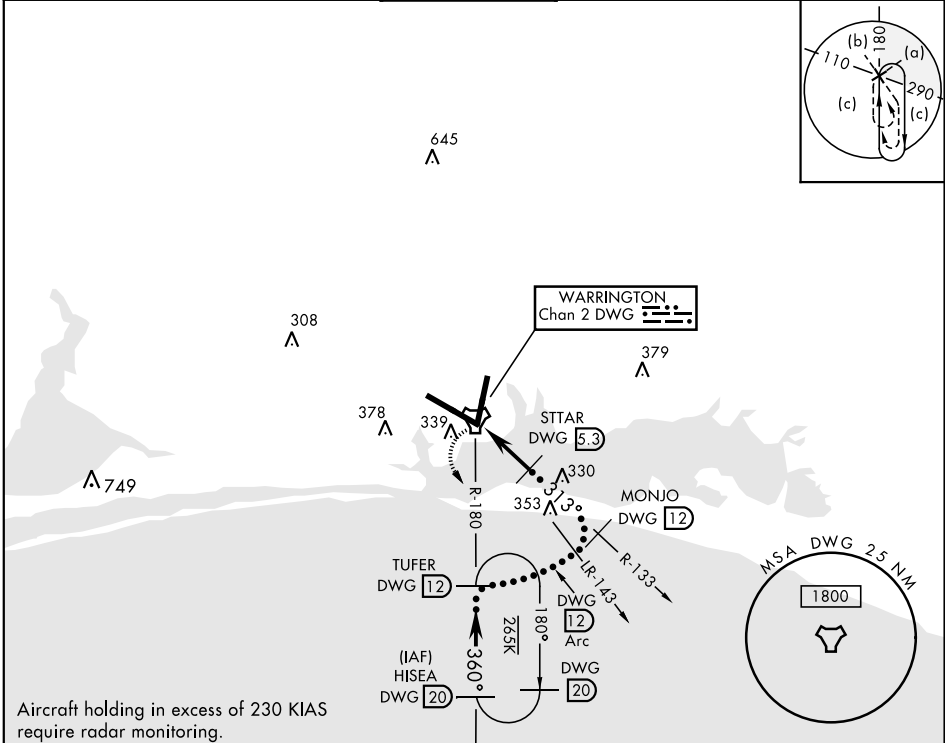 (b)
180
(a)
110
290
(c)
(c)
645
WARRINGTON
Chan 2 DWG
308
379
378
339
STTAR
DWG 5.3
330
749
R-180
313°
353
MONJO
DWG 12
R-133
LR-143
TUFER
DWG 12
DWG
12
Arc
265K
180°
360°
(IAF)
HISEA
DWG 20
DWG
20
MSA DWG 25 NM
1800
Aircraft holding in excess of 230 KIAS
require radar monitoring.